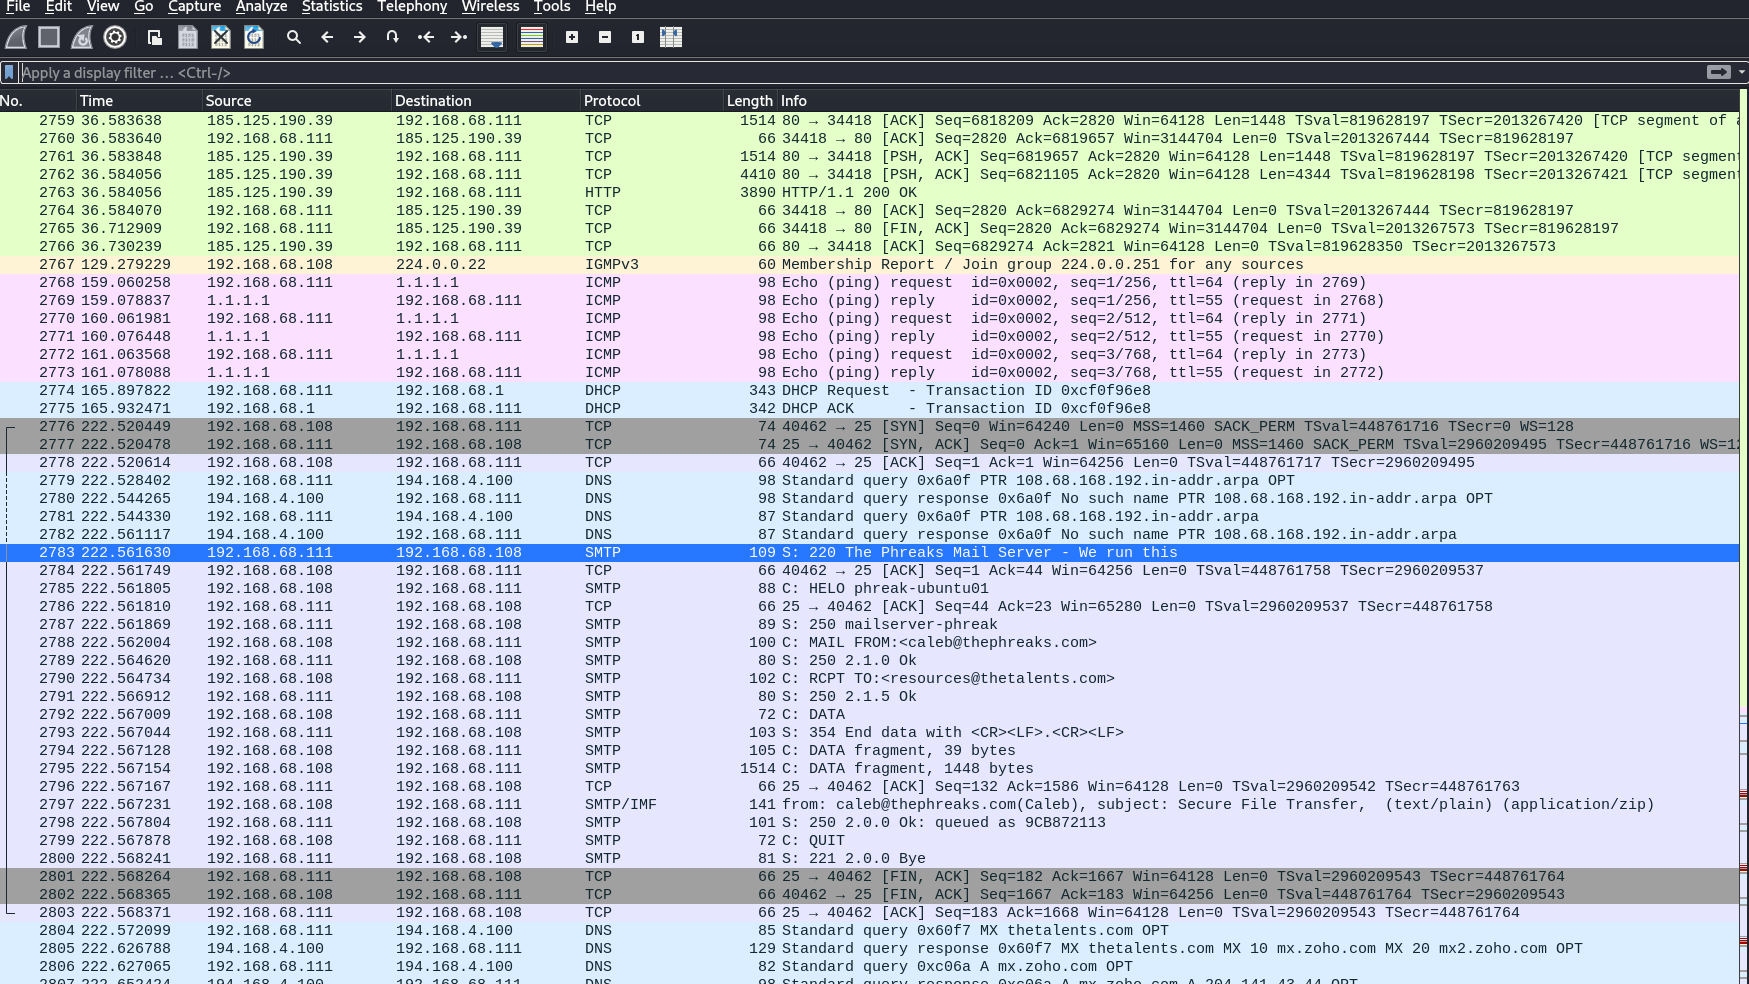 File Edit View Go Capture Analyze Statistics Telephony Wireless Tools Help
Apply a display filter … <Ctrl-/>
No. Time Source Destination Protocol Length Info
2759 36.583638 185.125.190.39 192.168.68.111 TCP 1514 80 → 34418 [ACK] Seq=6818209 Ack=2820 Win=64128 Len=1448 TSval=819628197 TSecr=2013267420 [TCP segment of
2760 36.583640 192.168.68.111 185.125.190.39 TCP 66 34418 → 80 [ACK] Seq=2820 Ack=6819657 Win=3144704 Len=0 TSval=2013267444 TSecr=819628197
2761 36.583848 185.125.190.39 192.168.68.111 TCP 1514 80 → 34418 [PSH, ACK] Seq=6819657 Ack=2820 Win=64128 Len=1448 TSval=819628197 TSecr=2013267420 [TCP segment
2762 36.584056 185.125.190.39 192.168.68.111 TCP 4410 80 → 34418 [PSH, ACK] Seq=6821105 Ack=2820 Win=64128 Len=4344 TSval=819628198 TSecr=2013267421 [TCP segment
2763 36.584056 185.125.190.39 192.168.68.111 HTTP 3890 HTTP/1.1 200 OK
2764 36.584070 192.168.68.111 185.125.190.39 TCP 66 34418 → 80 [ACK] Seq=2820 Ack=6829274 Win=3144704 Len=0 TSval=2013267444 TSecr=819628197
2765 36.712909 192.168.68.111 185.125.190.39 TCP 66 34418 → 80 [FIN, ACK] Seq=2820 Ack=6829274 Win=3144704 Len=0 TSval=2013267573 TSecr=819628197
2766 36.730239 185.125.190.39 192.168.68.111 TCP 66 80 → 34418 [ACK] Seq=6829274 Ack=2821 Win=64128 Len=0 TSval=819628350 TSecr=2013267573
2767 129.279229 192.168.68.108 224.0.0.22 IGMPv3 60 Membership Report / Join group 224.0.0.251 for any sources
2768 159.060258 192.168.68.111 1.1.1.1 ICMP 98 Echo (ping) request id=0x0002, seq=1/256, ttl=64 (reply in 2769)
2769 159.078837 1.1.1.1 192.168.68.111 ICMP 98 Echo (ping) reply id=0x0002, seq=1/256, ttl=55 (request in 2768)
2770 160.061981 192.168.68.111 1.1.1.1 ICMP 98 Echo (ping) request id=0x0002, seq=2/512, ttl=64 (reply in 2771)
2771 160.076448 1.1.1.1 192.168.68.111 ICMP 98 Echo (ping) reply id=0x0002, seq=2/512, ttl=55 (request in 2770)
2772 161.063568 192.168.68.111 1.1.1.1 ICMP 98 Echo (ping) request id=0x0002, seq=3/768, ttl=64 (reply in 2773)
2773 161.078088 1.1.1.1 192.168.68.111 ICMP 98 Echo (ping) reply id=0x0002, seq=3/768, ttl=55 (request in 2772)
2774 165.897822 192.168.68.111 192.168.68.1 DHCP 343 DHCP Request - Transaction ID 0xcf0f96e8
2775 165.932471 192.168.68.1 192.168.68.111 DHCP 342 DHCP ACK - Transaction ID 0xcf0f96e8
2776 222.520449 192.168.68.108 192.168.68.111 TCP 74 40462 → 25 [SYN] Seq=0 Win=64240 Len=0 MSS=1460 SACK_PERM TSval=448761716 TSecr=0 WS=128
2777 222.520478 192.168.68.111 192.168.68.108 TCP 74 25 → 40462 [SYN, ACK] Seq=0 Ack=1 Win=65160 Len=0 MSS=1460 SACK_PERM TSval=2960209495 TSecr=448761716 WS=12
2778 222.520614 192.168.68.108 192.168.68.111 TCP 66 40462 → 25 [ACK] Seq=1 Ack=1 Win=64256 Len=0 TSval=448761717 TSecr=2960209495
2779 222.528402 192.168.68.111 194.168.4.100 DNS 98 Standard query 0x6a0f PTR 108.68.168.192.in-addr.arpa OPT
2780 222.544265 194.168.4.100 192.168.68.111 DNS 98 Standard query response 0x6a0f No such name PTR 108.68.168.192.in-addr.arpa OPT
2781 222.544330 192.168.68.111 194.168.4.100 DNS 87 Standard query 0x6a0f PTR 108.68.168.192.in-addr.arpa
2782 222.561117 194.168.4.100 192.168.68.111 DNS 87 Standard query response 0x6a0f No such name PTR 108.68.168.192.in-addr.arpa
2783 222.561630 192.168.68.111 192.168.68.108 SMTP 109 S: 220 The Phreaks Mail Server - We run this
2784 222.561749 192.168.68.108 192.168.68.111 TCP 66 40462 → 25 [ACK] Seq=1 Ack=44 Win=64256 Len=0 TSval=448761758 TSecr=2960209537
2785 222.561805 192.168.68.108 192.168.68.111 SMTP 88 C: HELO phreak-ubuntu01
2786 222.561810 192.168.68.111 192.168.68.108 TCP 66 25 → 40462 [ACK] Seq=44 Ack=23 Win=65280 Len=0 TSval=2960209537 TSecr=448761758
2787 222.561869 192.168.68.111 192.168.68.108 SMTP 89 S: 250 mailserver-phreak
2788 222.562004 192.168.68.108 192.168.68.111 SMTP 100 C: MAIL FROM:<caleb@thephreaks.com>
2789 222.564620 192.168.68.111 192.168.68.108 SMTP 80 S: 250 2.1.0 Ok
2790 222.564734 192.168.68.108 192.168.68.111 SMTP 102 C: RCPT TO:<resources@thetalents.com>
2791 222.566912 192.168.68.111 192.168.68.108 SMTP 80 S: 250 2.1.5 Ok
2792 222.567009 192.168.68.108 192.168.68.111 SMTP 72 C: DATA
2793 222.567044 192.168.68.111 192.168.68.108 SMTP 103 S: 354 End data with <CR><LF>.<CR><LF>
2794 222.567128 192.168.68.108 192.168.68.111 SMTP 105 C: DATA fragment, 39 bytes
2795 222.567154 192.168.68.108 192.168.68.111 SMTP 1514 C: DATA fragment, 1448 bytes
2796 222.567167 192.168.68.111 192.168.68.108 TCP 66 25 → 40462 [ACK] Seq=132 Ack=1586 Win=64128 Len=0 TSval=2960209542 TSecr=448761763
2797 222.567231 192.168.68.108 192.168.68.111 SMTP/IMF 141 from: caleb@thephreaks.com(Caleb), subject: Secure File Transfer, (text/plain) (application/zip)
2798 222.567804 192.168.68.111 192.168.68.108 SMTP 101 S: 250 2.0.0 Ok: queued as 9CB872113
2799 222.567878 192.168.68.108 192.168.68.111 SMTP 72 C: QUIT
2800 222.568241 192.168.68.111 192.168.68.108 SMTP 81 S: 221 2.0.0 Bye
2801 222.568264 192.168.68.111 192.168.68.108 TCP 66 25 → 40462 [FIN, ACK] Seq=182 Ack=1667 Win=64128 Len=0 TSval=2960209543 TSecr=448761764
2802 222.568365 192.168.68.108 192.168.68.111 TCP 66 40462 → 25 [FIN, ACK] Seq=1667 Ack=183 Win=64256 Len=0 TSval=448761764 TSecr=2960209543
2803 222.568371 192.168.68.111 192.168.68.108 TCP 66 25 → 40462 [ACK] Seq=183 Ack=1668 Win=64128 Len=0 TSval=2960209543 TSecr=448761764
2804 222.572099 192.168.68.111 194.168.4.100 DNS 85 Standard query 0x60f7 MX thetalents.com OPT
2805 222.626788 194.168.4.100 192.168.68.111 DNS 129 Standard query response 0x60f7 MX thetalents.com MX 10 mx.zoho.com MX 20 mx2.zoho.com OPT
2806 222.627065 192.168.68.111 194.168.4.100 DNS 82 Standard query 0xc06a A mx.zoho.com OPT
2807 222.652424 194.168.4.100 192.168.68.111 DNS 98 Standard query response 0xc06a A mx.zoho.com A 204.141.43.44 OPT